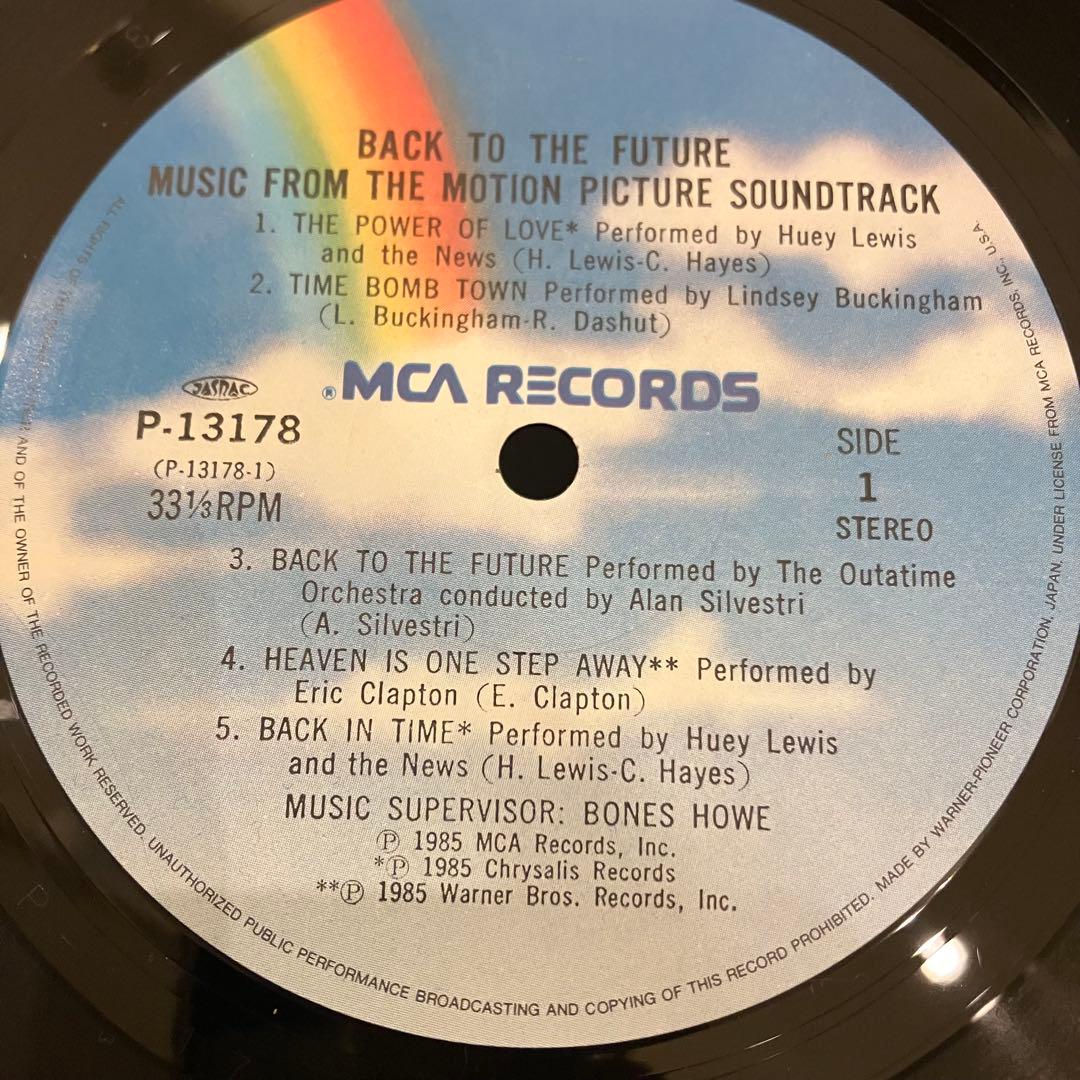 BACK TO THE FUTURE
MUSIC FROM THE MOTION PICTURE SOUNDTRACK
1. THE POWER OF LOVE* Performed by Huey Lewis
and the News (H. Lewis-C. Hayes)
2. TIME BOMB TOWN Performed by Lindsey Buckingham
(L. Buckingham-R. Dashut)
® MCA RECORDS
JASRAC
P-13178
(P-13178-1)
33⅓RPM
SIDE
1
STEREO
3. BACK TO THE FUTURE Performed by The Outatime
Orchestra conducted by Alan Silvestri
(A. Silvestri)
4. HEAVEN IS ONE STEP AWAY** Performed by
Eric Clapton (E. Clapton)
5. BACK IN TIME* Performed by Huey Lewis
and the News (H. Lewis-C. Hayes)
MUSIC SUPERVISOR: BONES HOWE
Ⓟ 1985 MCA Records, Inc.
*Ⓟ 1985 Chrysalis Records
**Ⓟ 1985 Warner Bros. Records, Inc.
ALL RIGHTS OF THE AND OF THE OWNER OF THE RECORDED WORK RESERVED. UNAUTHORIZED PUBLIC PERFORMANCE BROADCASTING AND COPYING OF THIS RECORD PROHIBITED. MADE BY WARNER-PIONEER CORPORATION, JAPAN, UNDER LICENSE FROM MCA RECORDS, INC., U.S.A.